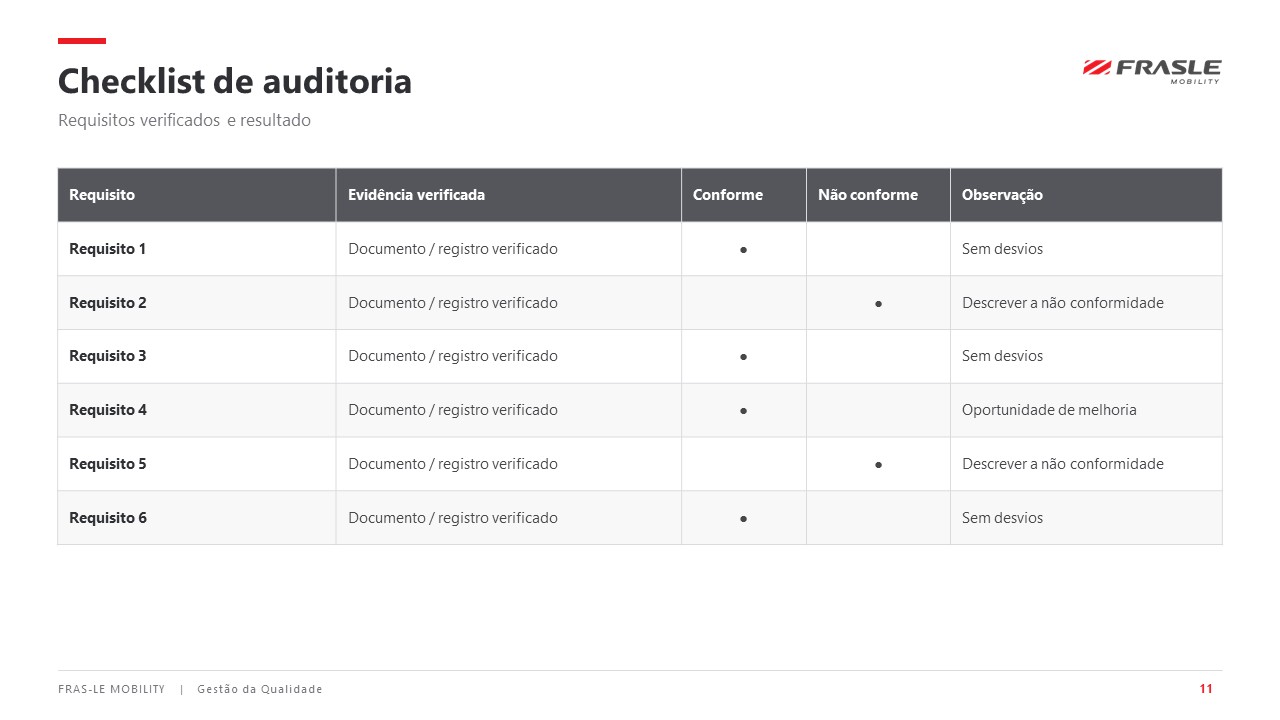 Checklist de auditoria
FRASLE
MOBILITY
Requisitos verificados e resultado
Requisito Evidência verificada Conforme Não conforme Observação
Requisito 1 Documento / registro verificado ● Sem desvios
Requisito 2 Documento / registro verificado ● Descrever a não conformidade
Requisito 3 Documento / registro verificado ● Sem desvios
Requisito 4 Documento / registro verificado ● Oportunidade de melhoria
Requisito 5 Documento / registro verificado ● Descrever a não conformidade
Requisito 6 Documento / registro verificado ● Sem desvios
FRAS-LE MOBILITY | Gestão da Qualidade 11